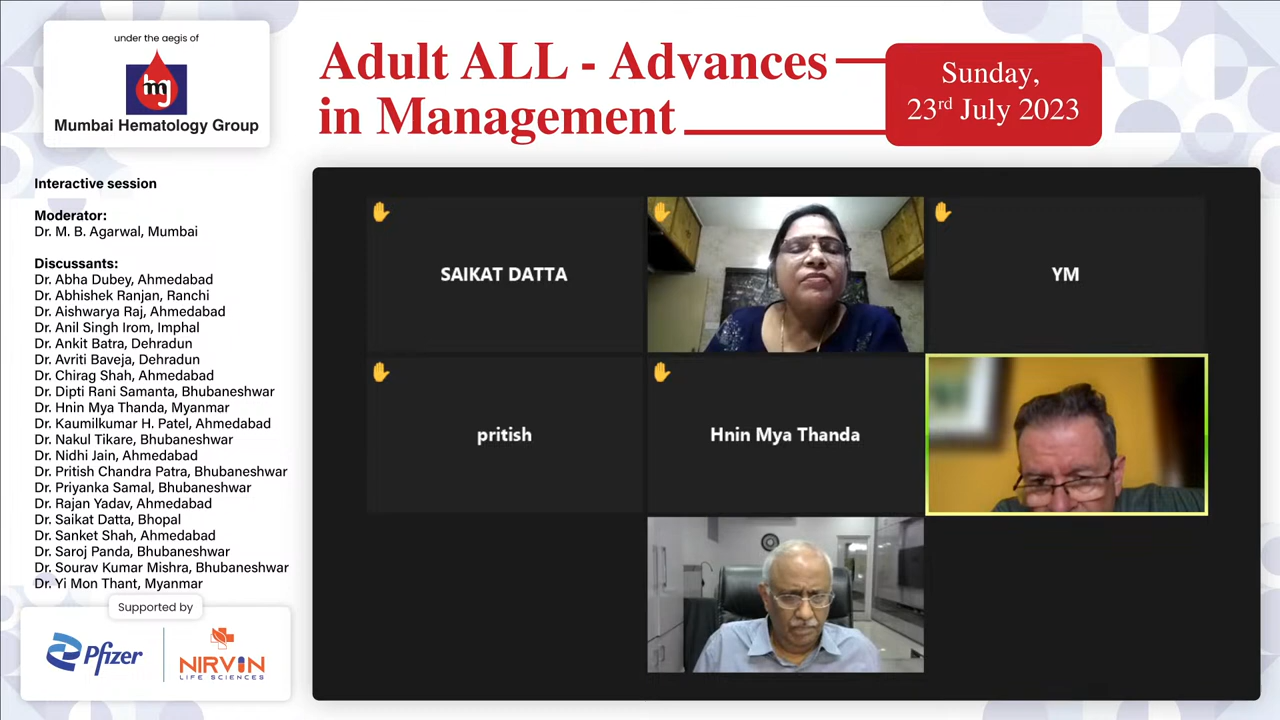 under the aegis of
mg
Mumbai Hematology Group
Adult ALL - Advances
in Management
Sunday,
23rd July 2023
Interactive session
Moderator:
Dr. M. B. Agarwal, Mumbai
Discussants:
Dr. Abha Dubey, Ahmedabad
Dr. Abhishek Ranjan, Ranchi
Dr. Aishwarya Raj, Ahmedabad
Dr. Anil Singh Irom, Imphal
Dr. Ankit Batra, Dehradun
Dr. Avriti Baveja, Dehradun
Dr. Chirag Shah, Ahmedabad
Dr. Dipti Rani Samanta, Bhubaneshwar
Dr. Hnin Mya Thanda, Myanmar
Dr. Kaumilkumar H. Patel, Ahmedabad
Dr. Nakul Tikare, Bhubaneshwar
Dr. Nidhi Jain, Ahmedabad
Dr. Pritish Chandra Patra, Bhubaneshwar
Dr. Priyanka Samal, Bhubaneshwar
Dr. Rajan Yadav, Ahmedabad
Dr. Saikat Datta, Bhopal
Dr. Sanket Shah, Ahmedabad
Dr. Saroj Panda, Bhubaneshwar
Dr. Sourav Kumar Mishra, Bhubaneshwar
Dr. Yi Mon Thant, Myanmar
Supported by
Pfizer
NIRVIN
LIFE SCIENCES
SAIKAT DATTA
YM
pritish
Hnin Mya Thanda